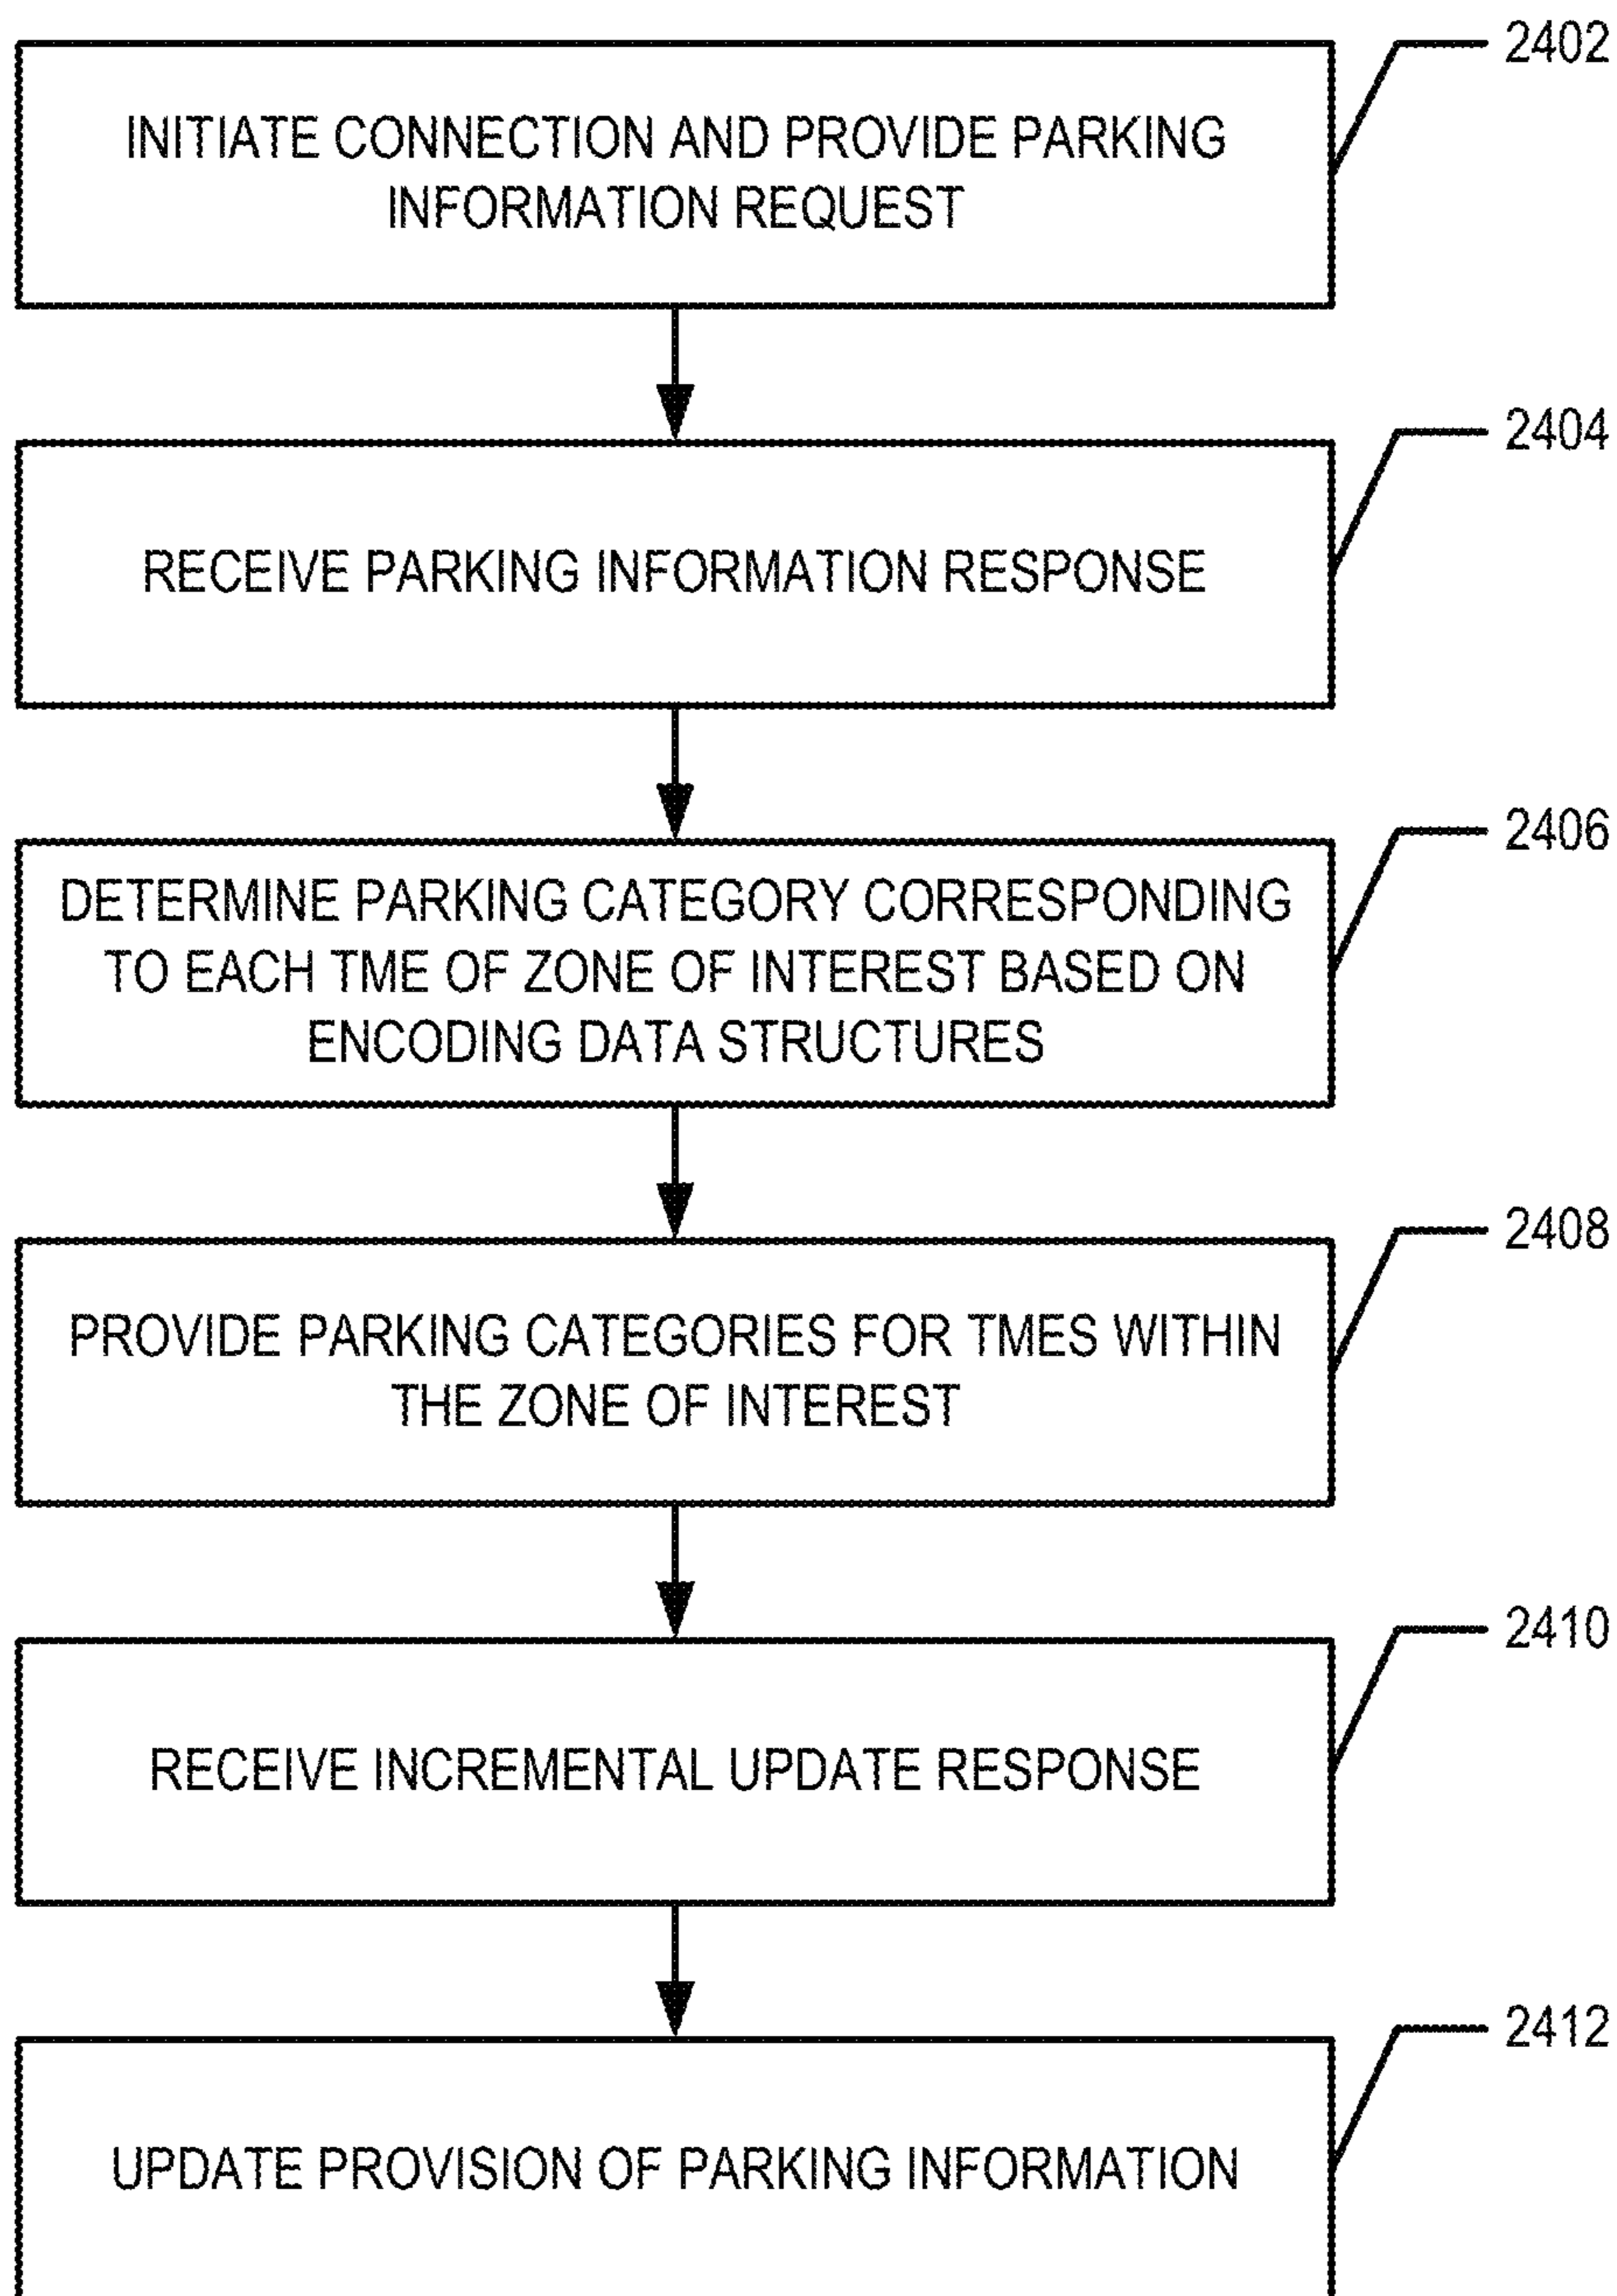 2402
INITIATE CONNECTION AND PROVIDE PARKING
INFORMATION REQUEST
2404
RECEIVE PARKING INFORMATION RESPONSE
2406
DETERMINE PARKING CATEGORY CORRESPONDING
TO EACH TME OF ZONE OF INTEREST BASED ON
ENCODING DATA STRUCTURES
2408
PROVIDE PARKING CATEGORIES FOR TMES WITHIN
THE ZONE OF INTEREST
2410
RECEIVE INCREMENTAL UPDATE RESPONSE
2412
UPDATE PROVISION OF PARKING INFORMATION